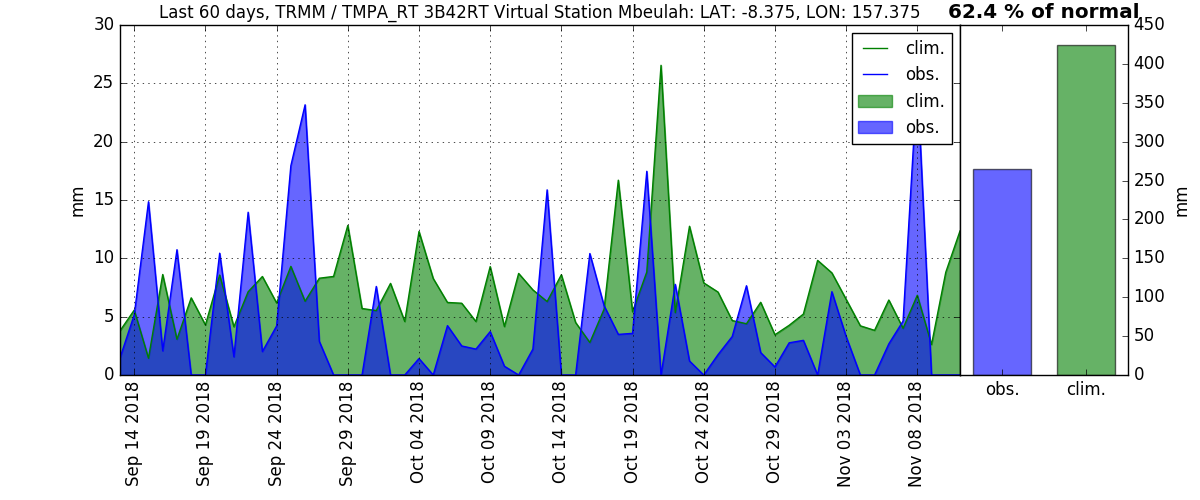 Last 60 days, TRMM / TMPA_RT 3B42RT Virtual Station Mbeulah: LAT: -8.375, LON: 157.375
62.4 % of normal
30
25
20
15
10
5
0
mm
clim.
obs.
clim.
obs.
Sep 14 2018
Sep 19 2018
Sep 24 2018
Sep 29 2018
Oct 04 2018
Oct 09 2018
Oct 14 2018
Oct 19 2018
Oct 24 2018
Oct 29 2018
Nov 03 2018
Nov 08 2018
450
400
350
300
250
200
150
100
50
0
mm
obs.
clim.